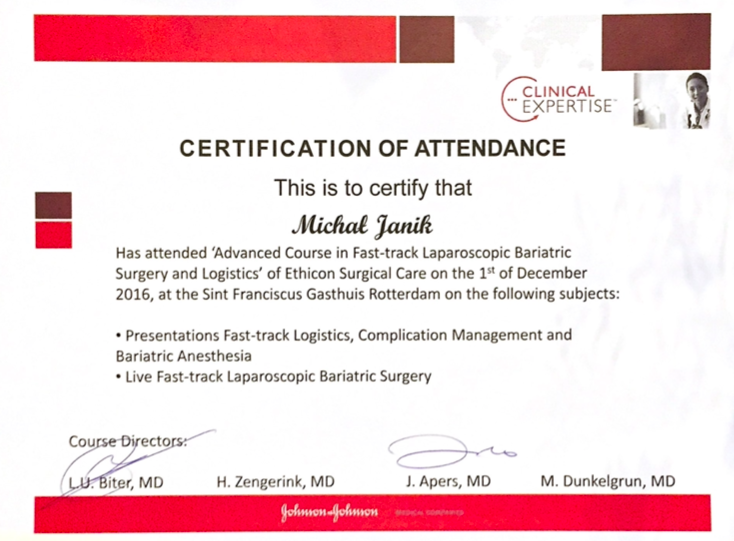 CLINICAL
EXPERTISE™
CERTIFICATION OF ATTENDANCE
This is to certify that
Michal Janik
Has attended ‘Advanced Course in Fast-track Laparoscopic Bariatric
Surgery and Logistics’ of Ethicon Surgical Care on the 1st of December
2016, at the Sint Franciscus Gasthuis Rotterdam on the following subjects:
• Presentations Fast-track Logistics, Complication Management and
Bariatric Anesthesia
• Live Fast-track Laparoscopic Bariatric Surgery
Course Directors:
L.U. Biter, MD H. Zengerink, MD J. Apers, MD M. Dunkelgrun, MD
Johnson&Johnson MEDICAL COMPANIES